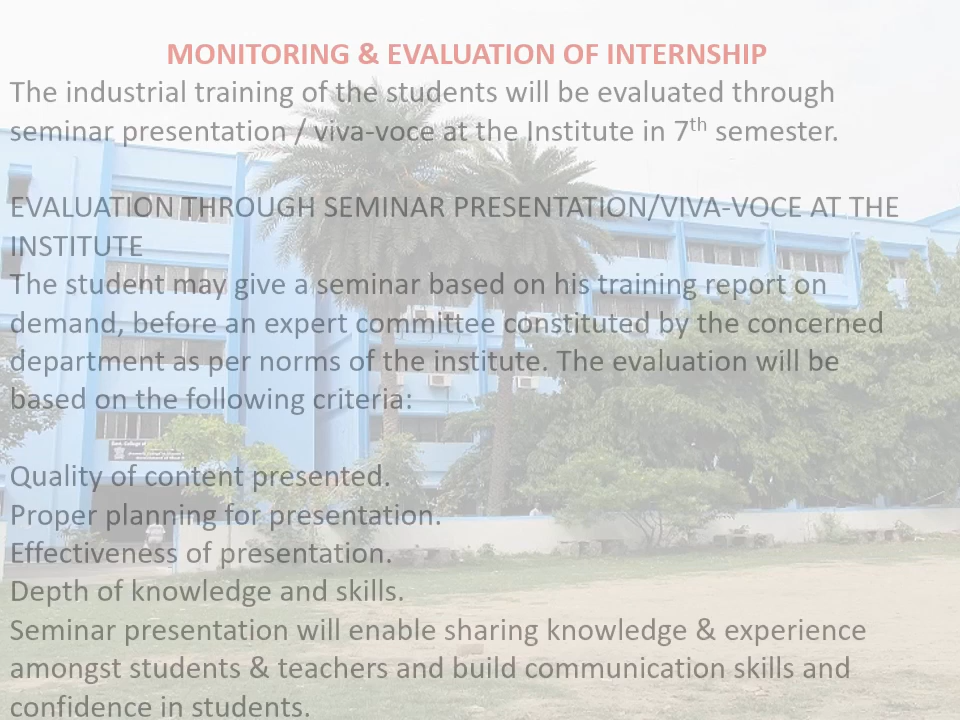 MONITORING & EVALUATION OF INTERNSHIP
The industrial training of the students will be evaluated through
seminar presentation / viva-voce at the Institute in 7th semester.
EVALUATION THROUGH SEMINAR PRESENTATION/VIVA-VOCE AT THE
INSTITUTE
The student may give a seminar based on his training report on
demand, before an expert committee constituted by the concerned
department as per norms of the institute. The evaluation will be
based on the following criteria:
Quality of content presented.
Proper planning for presentation.
Effectiveness of presentation.
Depth of knowledge and skills.
Seminar presentation will enable sharing knowledge & experience
amongst students & teachers and build communication skills and
confidence in students.